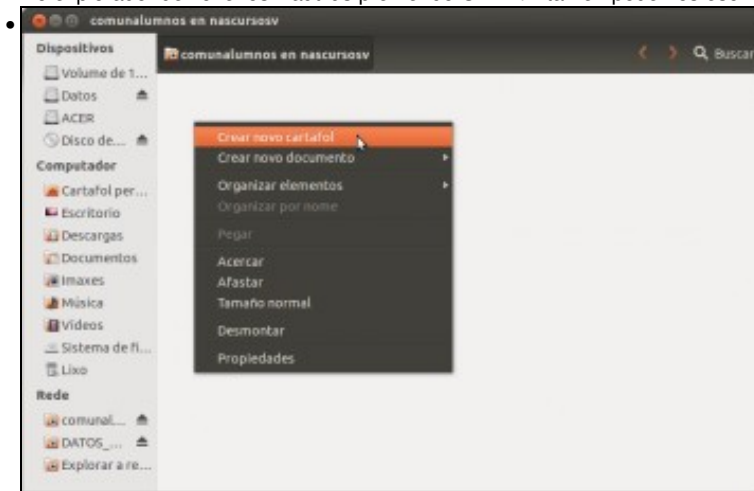 comunalumnos en nascursosv
Dispositivos
comunalumnos en nascursosv
Buscar
Volume de 1...
Datos
ACER
Disco de...
Computador
Cartafol per...
Escritorio
Descargas
Documentos
Imaxes
Música
Vídeos
Sistema de fi...
Lixo
Rede
comunal...
DATOS_...
Explorar a re...
Crear novo cartafol
Crear novo documento
Organizar elementos
Organizar por nome
Pegar
Acercar
Afastar
Tamaño normal
Desmontar
Propiedades